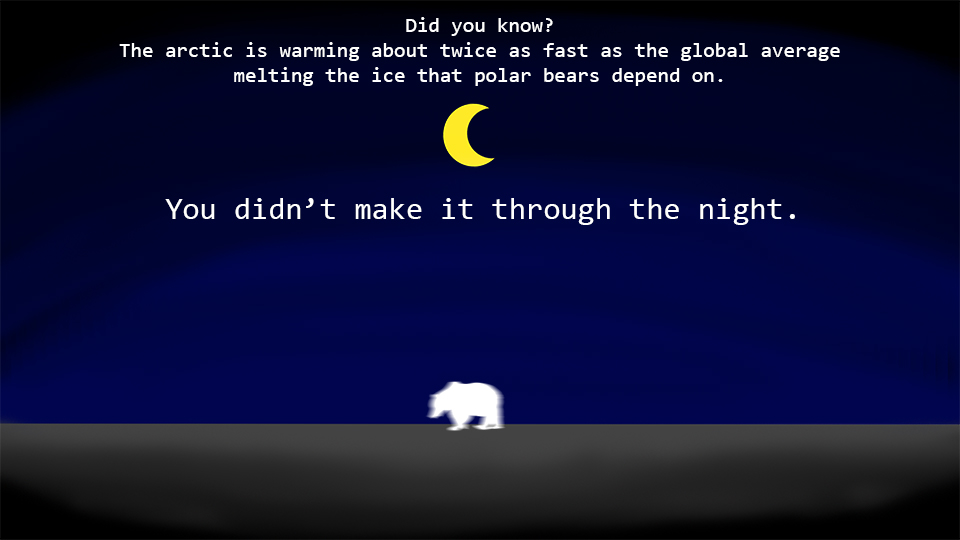 Did you know?
The arctic is warming about twice as fast as the global average
melting the ice that polar bears depend on.
You didn’t make it through the night.